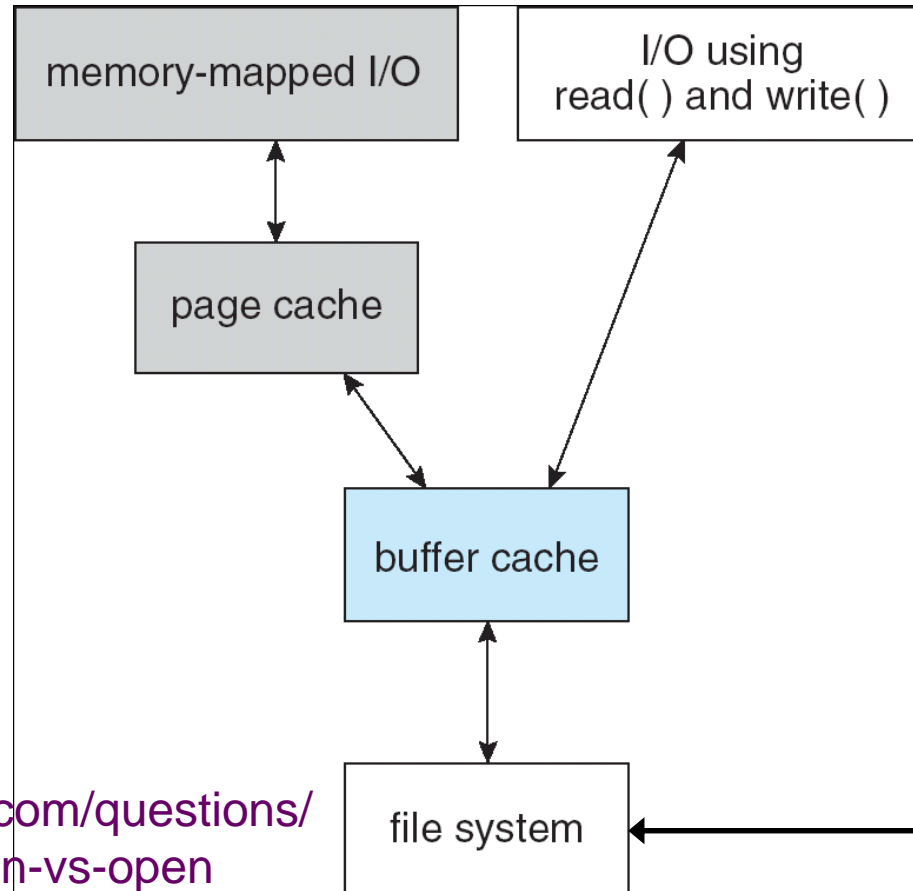 memory-mapped I/O
I/O using
read( ) and write( )
page cache
buffer cache
file system
com/questions/
n-vs-open